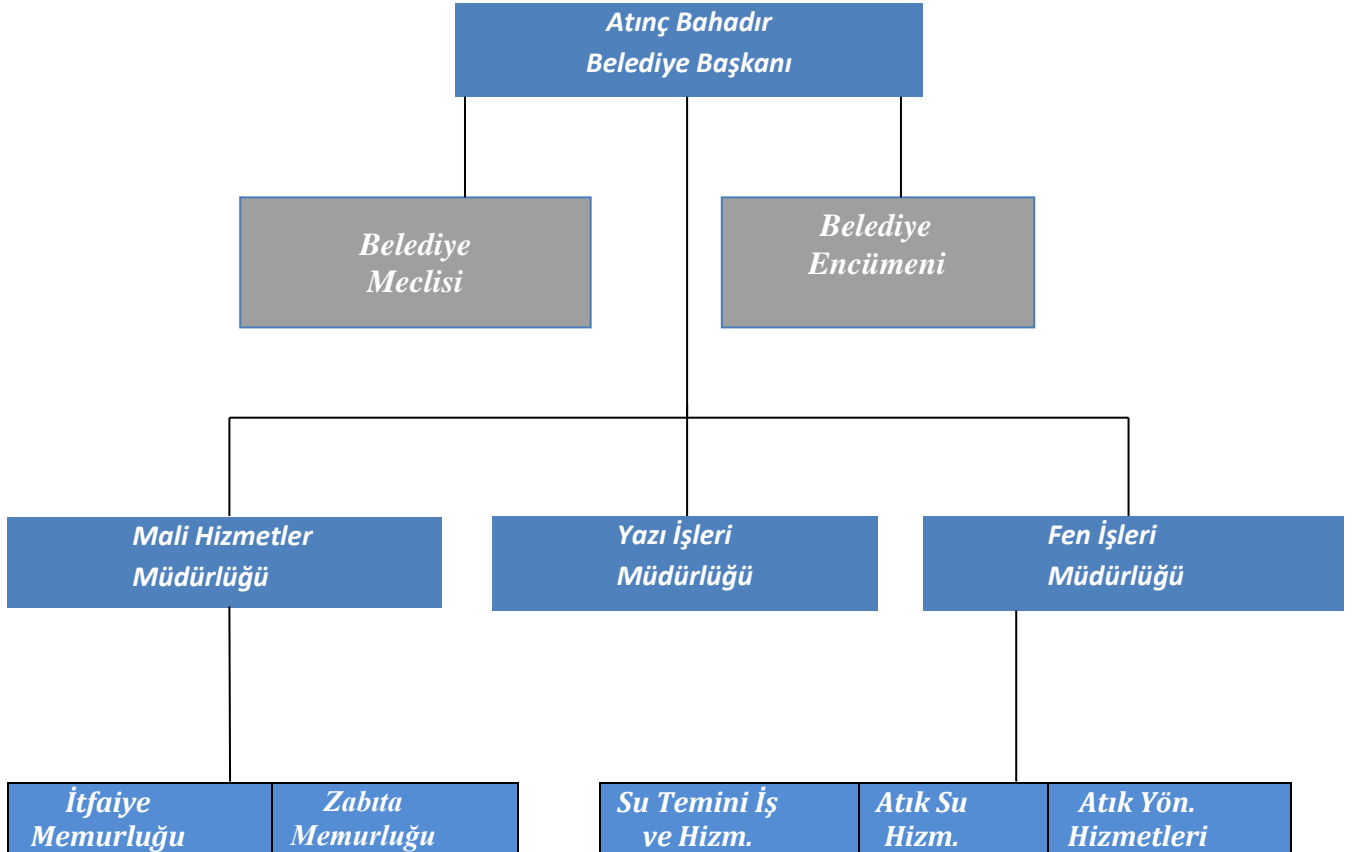 Atınç Bahadır
Belediye Başkanı
Belediye
Meclisi
Belediye
Encümeni
Mali Hizmetler
Müdürlüğü
Yazı İşleri
Müdürlüğü
Fen İşleri
Müdürlüğü
İtfaiye
Memurluğu
Zabıta
Memurluğu
Su Temini İş
ve Hizm.
Atık Su
Hizm.
Atık Yön.
Hizmetleri